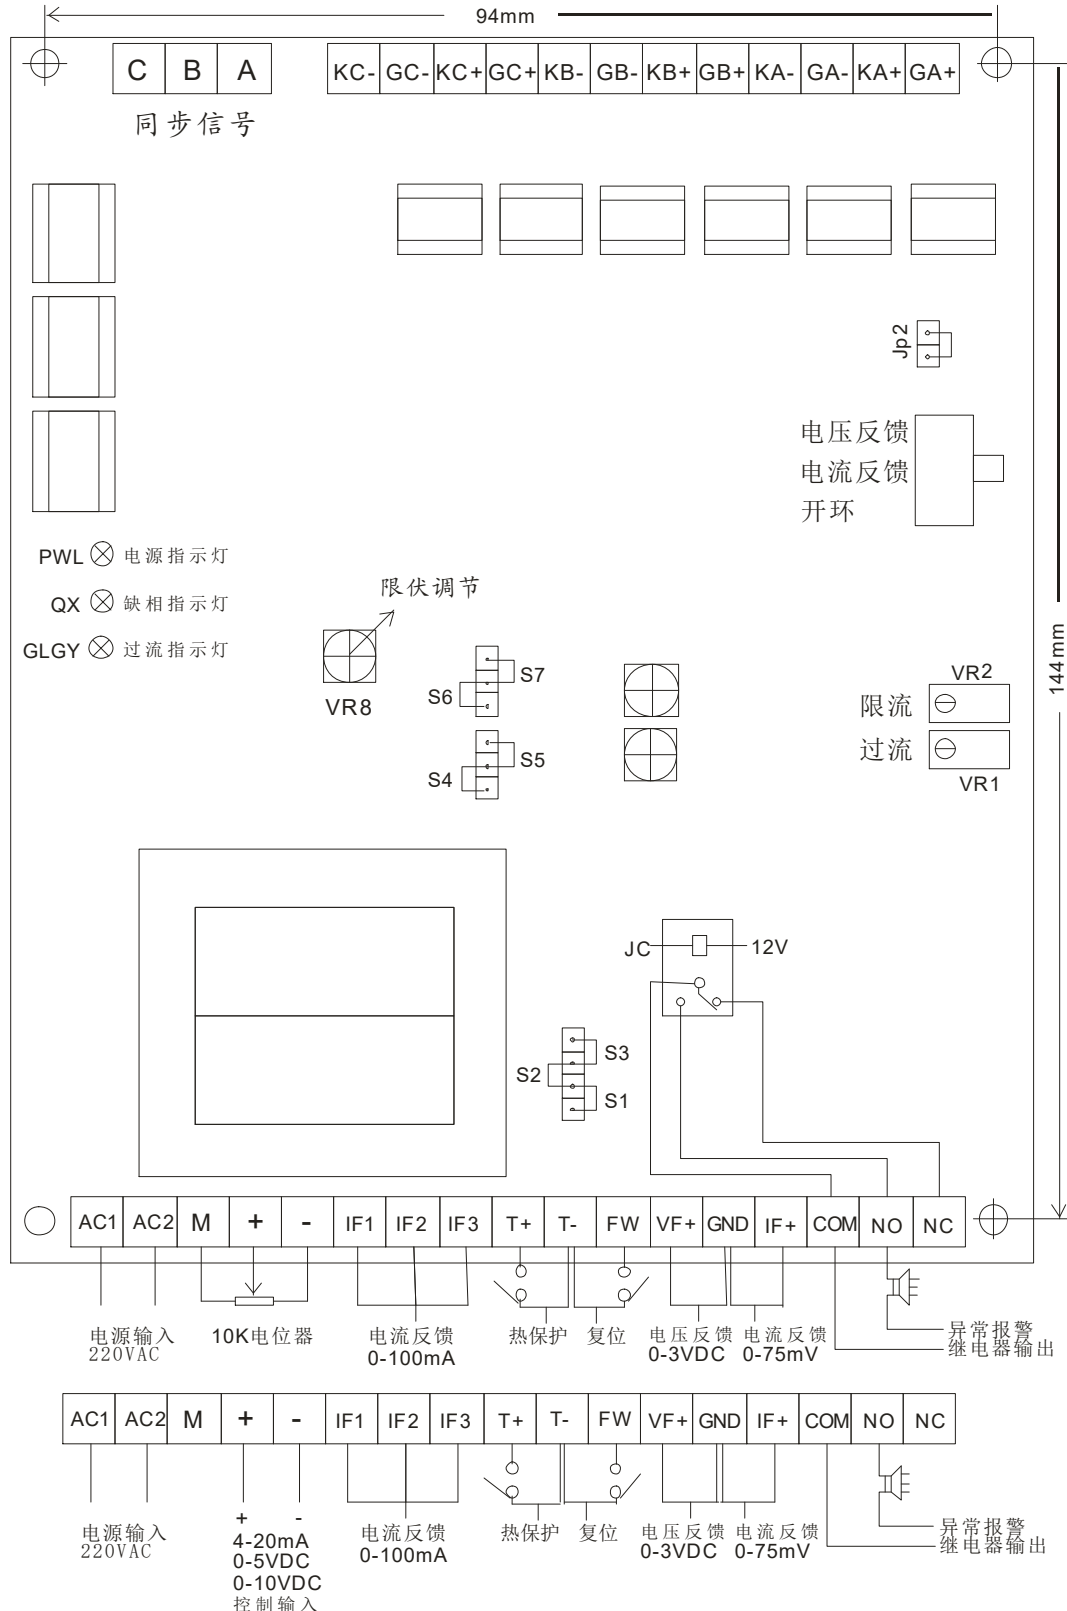 94mm
C B A
KC- GC- KC+ GC+ KB- GB- KB+ GB+ KA- GA- KA+ GA+
同步信号
Jp2
电压反馈
电流反馈
开环
PWL 电源指示灯
QX 缺相指示灯
GLGY 过流指示灯
限伏调节
VR8
S7
S6
S5
S4
144mm
VR2
限流
过流
VR1
JC 12V
S3
S2
S1
AC1 AC2 M + - IF1 IF2 IF3 T+ T- FW VF+ GND IF+ COM NO NC
电源输入
220VAC
10K电位器
电流反馈
0-100mA
热保护
复位
电压反馈
0-3VDC
电流反馈
0-75mV
异常报警
继电器输出
AC1 AC2 M + - IF1 IF2 IF3 T+ T- FW VF+ GND IF+ COM NO NC
电源输入
220VAC
+ -
4-20mA
0-5VDC
0-10VDC
控制输入
电流反馈
0-100mA
热保护
复位
电压反馈
0-3VDC
电流反馈
0-75mV
异常报警
继电器输出